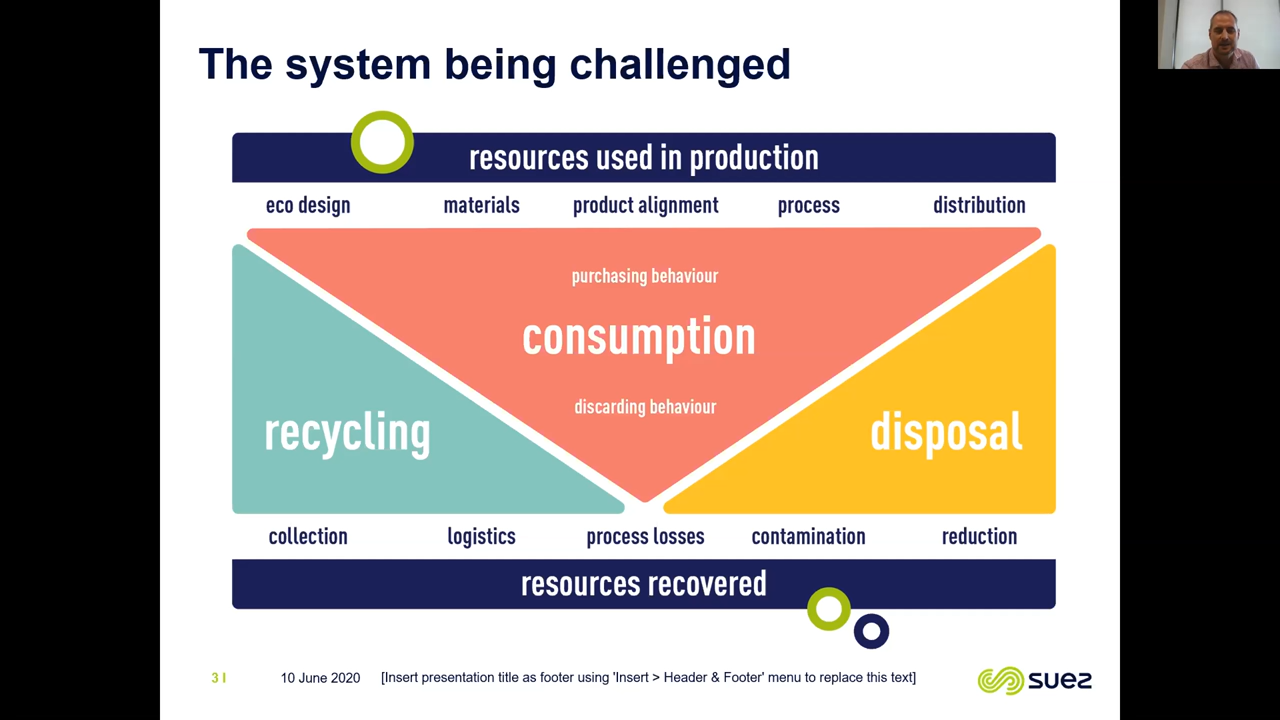 The system being challenged
resources used in production
eco design materials product alignment process distribution
purchasing behaviour
consumption
discarding behaviour
recycling disposal
collection logistics process losses contamination reduction
resources recovered
3 I 10 June 2020 [Insert presentation title as footer using 'Insert > Header & Footer' menu to replace this text] suez